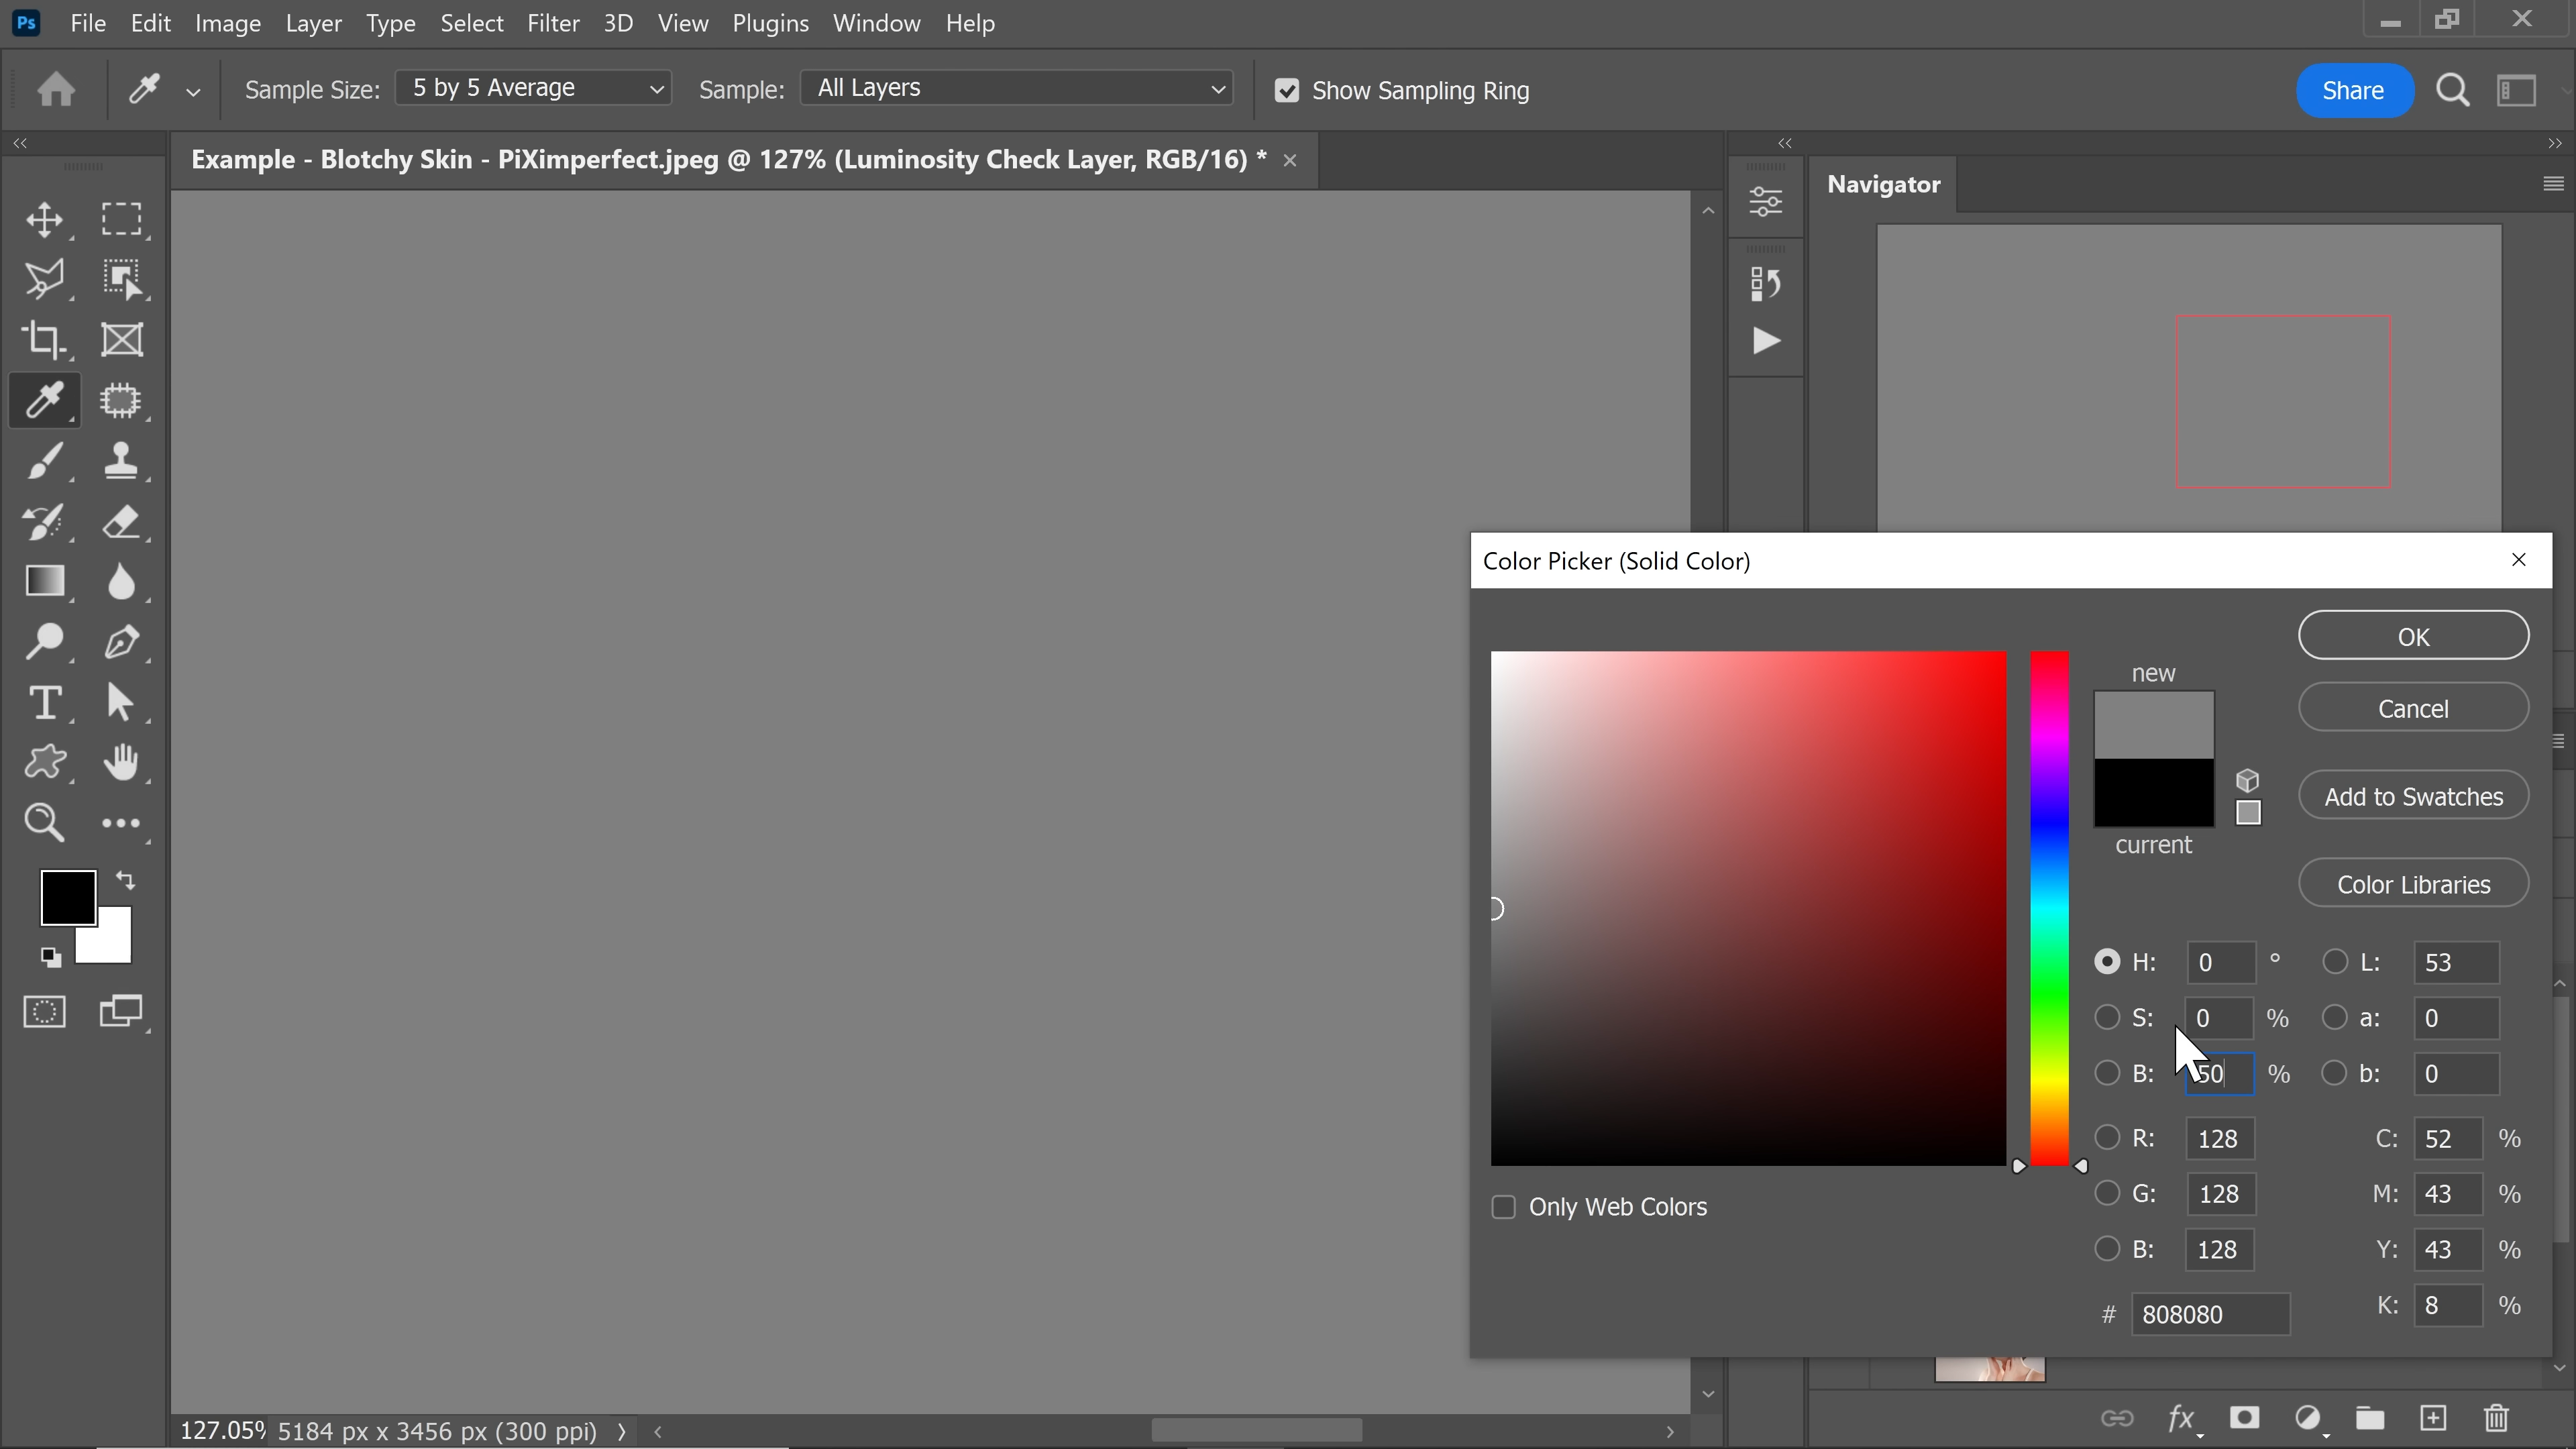 Ps File Edit Image Layer Type Select Filter 3D View Plugins Window Help
Sample Size: 5 by 5 Average Sample: All Layers Show Sampling Ring Share
Example - Blotchy Skin - PiXimperfect.jpeg @ 127% (Luminosity Check Layer, RGB/16) *
Navigator
Color Picker (Solid Color)
OK
new
Cancel
Add to Swatches
current
Color Libraries
H: 0 ° L: 53
S: 0 % a: 0
B: 50 % b: 0
R: 128 C: 52 %
G: 128 M: 43 %
B: 128 Y: 43 %
# 808080 K: 8 %
Only Web Colors
127.05% 5184 px x 3456 px (300 ppi)
fx